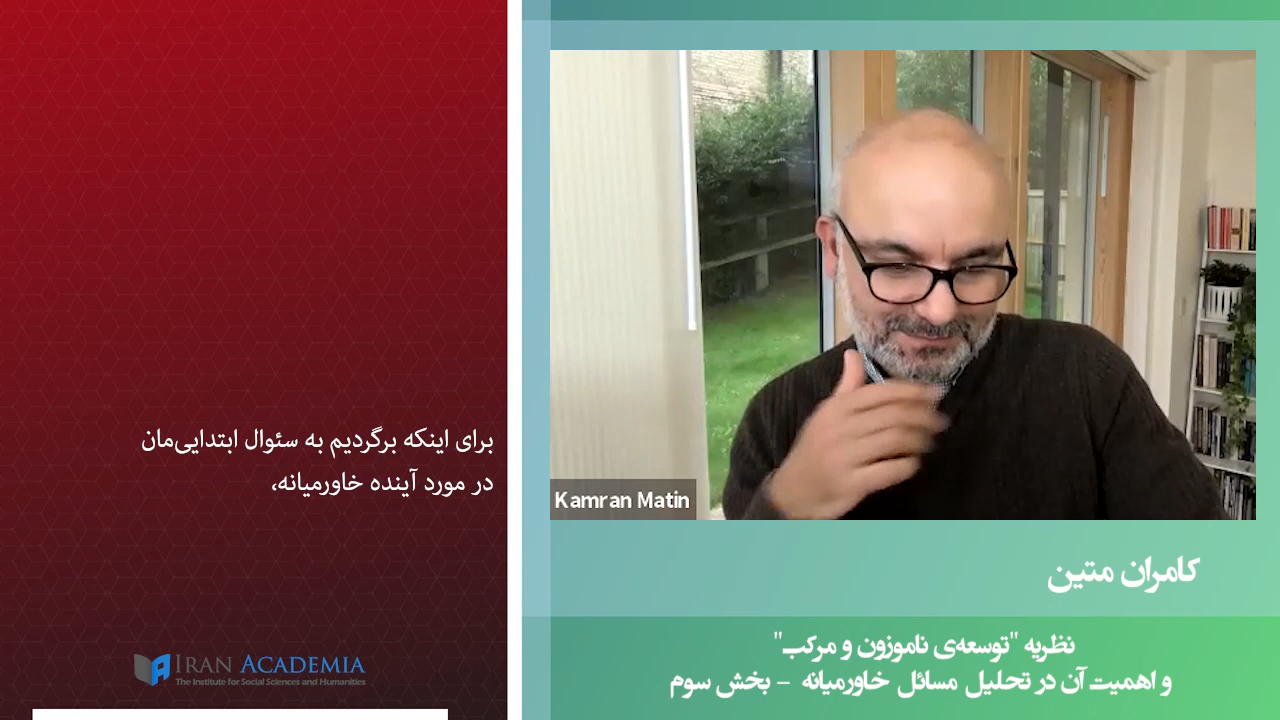 برای اینکه برگردیم به سئوال ابتدایی‌مان
در مورد آینده خاورمیانه،
IRAN ACADEMIA
The Institute for Social Sciences and Humanities
Kamran Matin
کامران متین
نظریه "توسعه‌ی ناموزون و مرکب"
و اهمیت آن در تحلیل مسائل خاورمیانه - بخش سوم